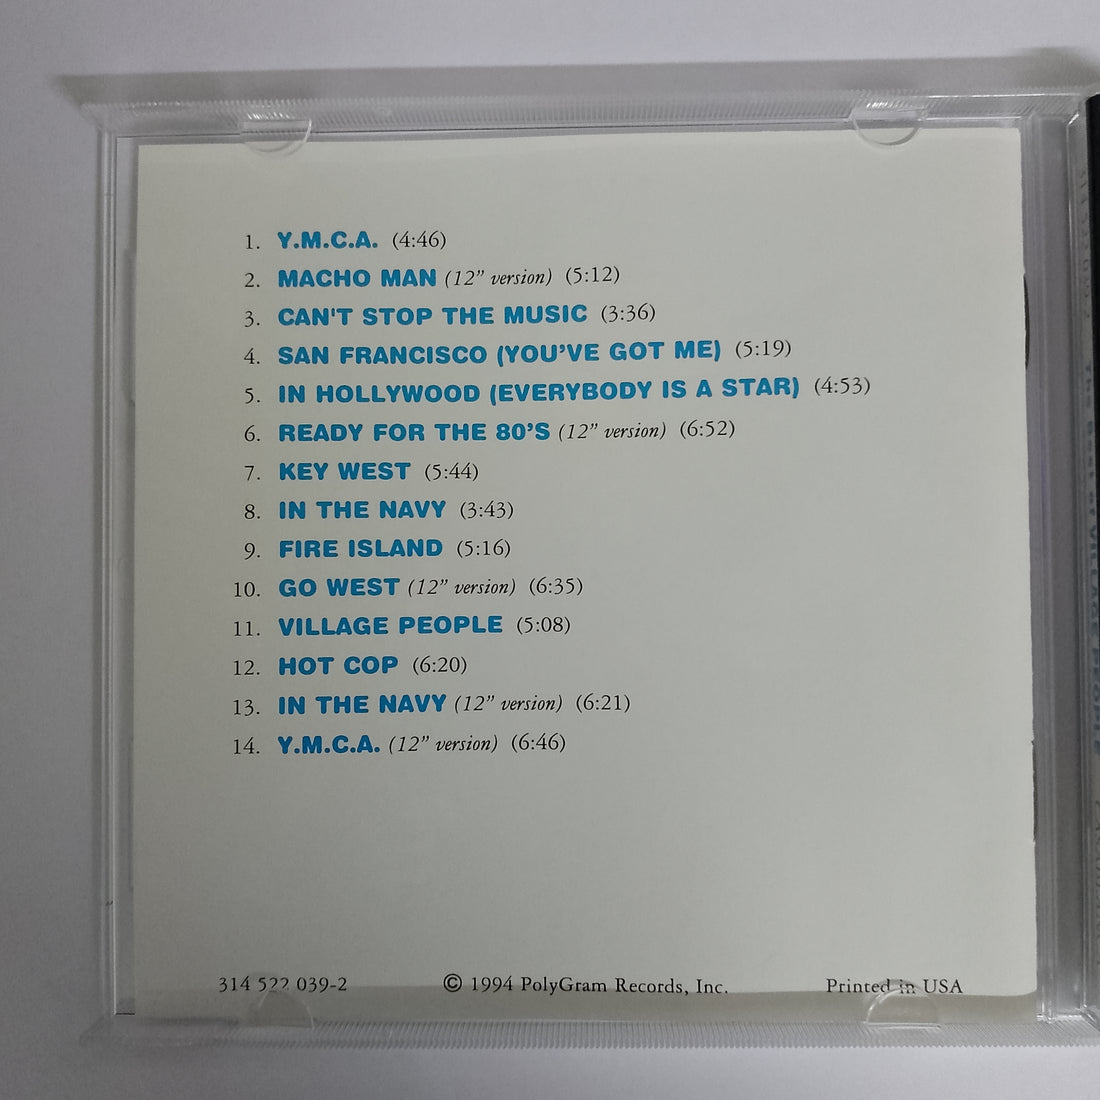 1. Y.M.C.A. (4:46)
2. MACHO MAN (12” version) (5:12)
3. CAN'T STOP THE MUSIC (3:36)
4. SAN FRANCISCO (YOU’VE GOT ME) (5:19)
5. IN HOLLYWOOD (EVERYBODY IS A STAR) (4:53)
6. READY FOR THE 80’S (12” version) (6:52)
7. KEY WEST (5:44)
8. IN THE NAVY (3:43)
9. FIRE ISLAND (5:16)
10. GO WEST (12” version) (6:35)
11. VILLAGE PEOPLE (5:08)
12. HOT COP (6:20)
13. IN THE NAVY (12” version) (6:21)
14. Y.M.C.A. (12” version) (6:46)
314 522 039-2 © 1994 PolyGram Records, Inc. Printed in USA